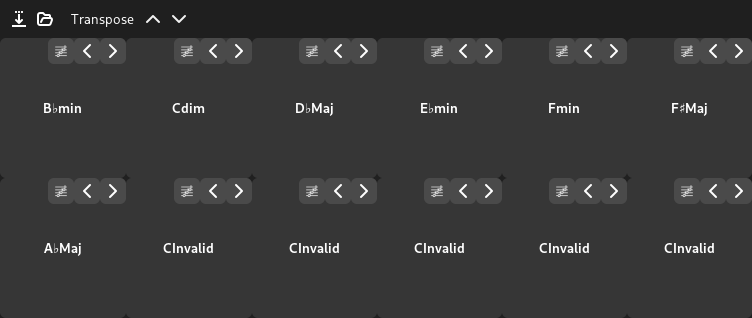 Transpose
B♭min Cdim D♭Maj E♭min Fmin F♯Maj
A♭Maj CInvalid CInvalid CInvalid CInvalid CInvalid